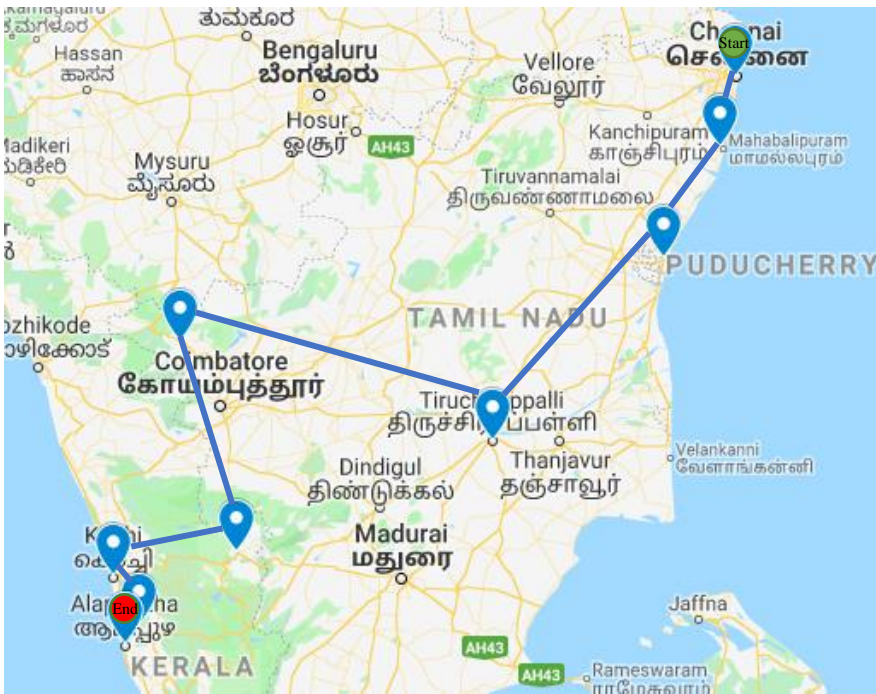 ತುಮಕೂರ
Hassan
ಹಾಸನ
Bengaluru
ಬೆಂಗಳೂರು
Vellore
வேலூர்
Start
Hosur
ஓசூர்
AH43
Kanchipuram
காஞ்சிபுரம்
Mahabalipuram
மாமல்லபுரம்
Madikeri
Mysuru
ಮೈಸೂರು
Tiruvannamalai
திருவண்ணாமலை
PUDUCHERRY
TAMIL NADU
Coimbatore
கோயம்புத்தூர்
Thanjavur
தஞ்சாவூர்
Velankanni
வேளாங்கன்னி
Dindigul
திண்டுக்கல்
Madurai
மதுரை
End
KERALA
Jaffna
AH43
AH43
Rameswaram